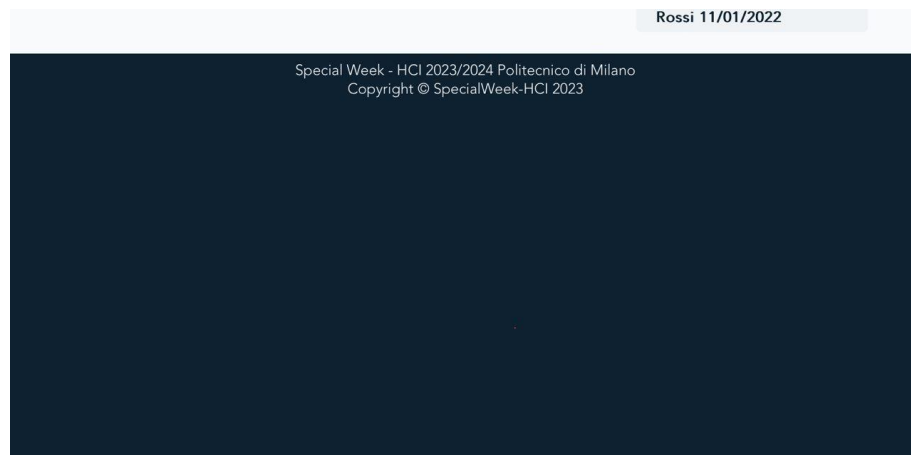 Rossi 11/01/2022
Special Week - HCI 2023/2024 Politecnico di Milano
Copyright © SpecialWeek-HCI 2023